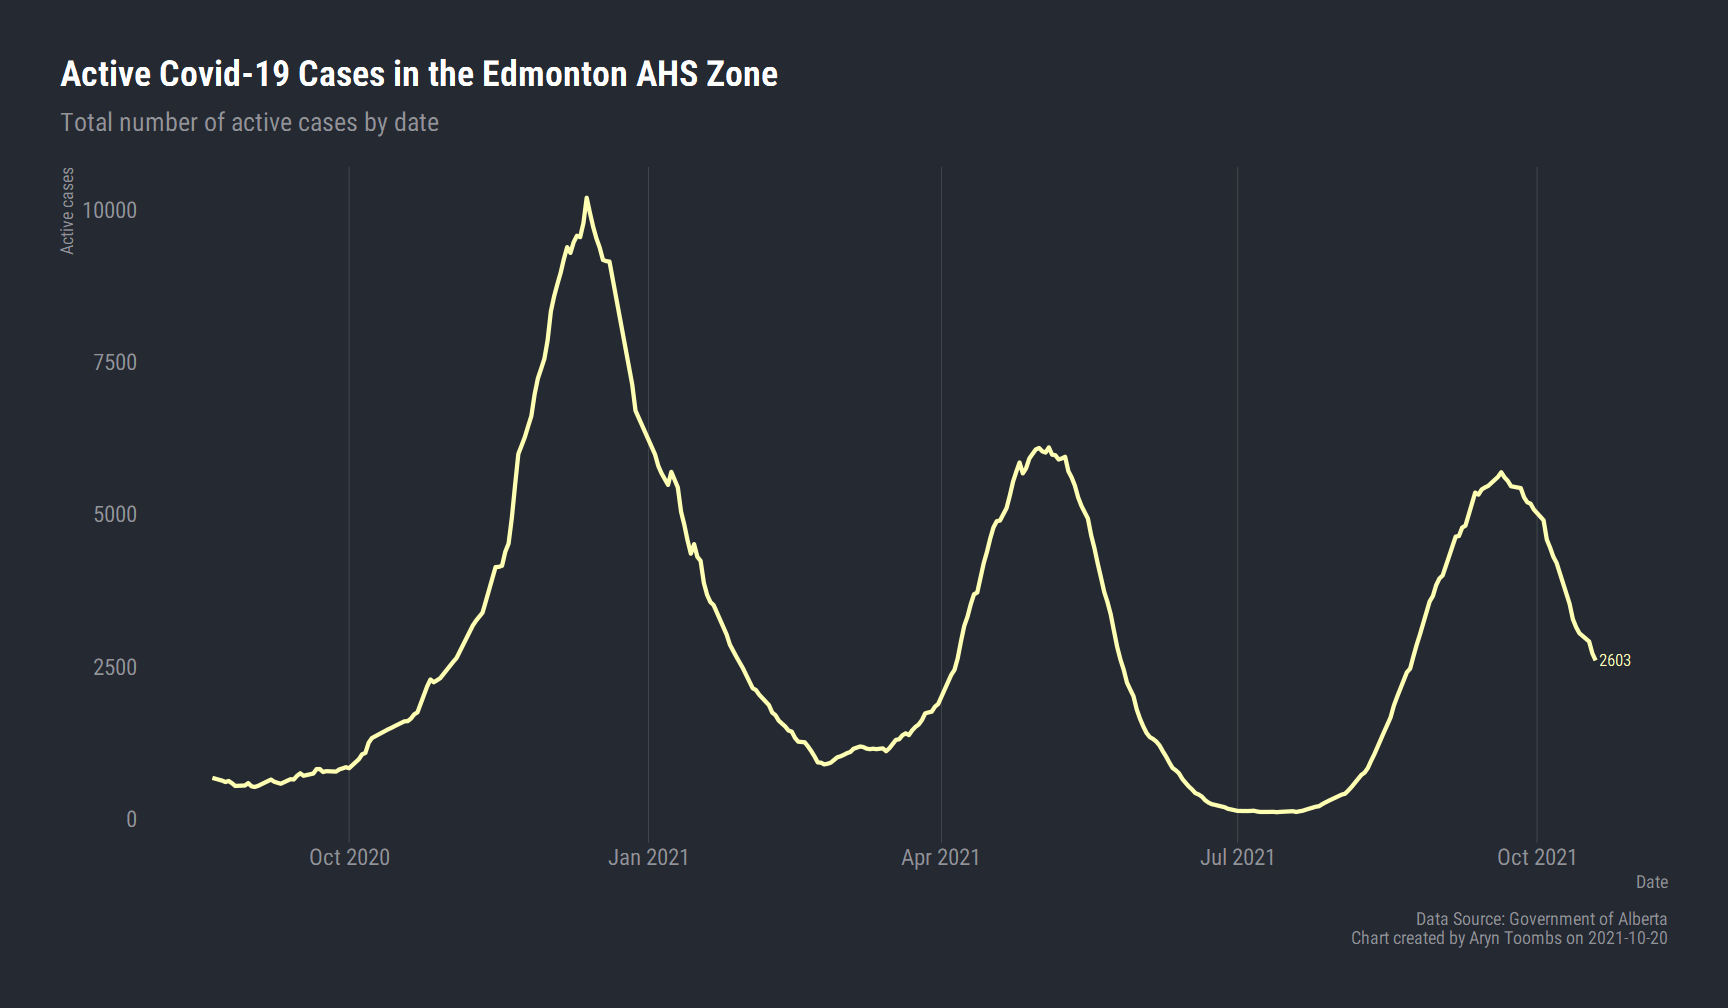 Active Covid-19 Cases in the Edmonton AHS Zone
Total number of active cases by date
Active cases
10000
7500
5000
2500
0
2603
Oct 2020
Jan 2021
Apr 2021
Jul 2021
Oct 2021
Date
Data Source: Government of Alberta
Chart created by Aryn Toombs on 2021-10-20